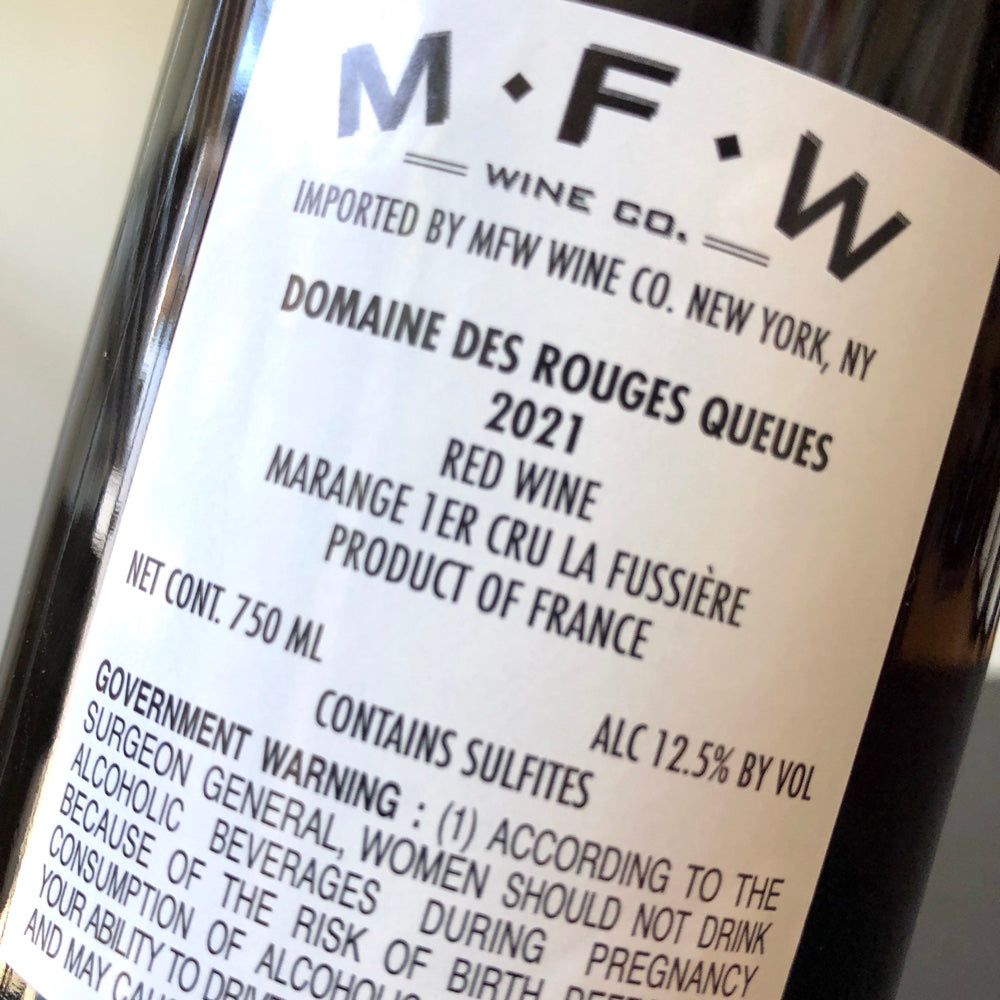 M · F · W
WINE CO.
IMPORTED BY MFW WINE CO. NEW YORK, NY
DOMAINE DES ROUGES QUEUES
2021
RED WINE
MARANGE 1ER CRU LA FUSSIÈRE
PRODUCT OF FRANCE
NET CONT. 750 ML
ALC 12.5% BY VOL
CONTAINS SULFITES
GOVERNMENT WARNING : (1) ACCORDING TO THE
SURGEON GENERAL, WOMEN SHOULD NOT DRINK
ALCOHOLIC BEVERAGES DURING PREGNANCY
BECAUSE OF THE RISK OF BIRTH
CONSUMPTION OF
YOUR ABILITY TO
AND MAY